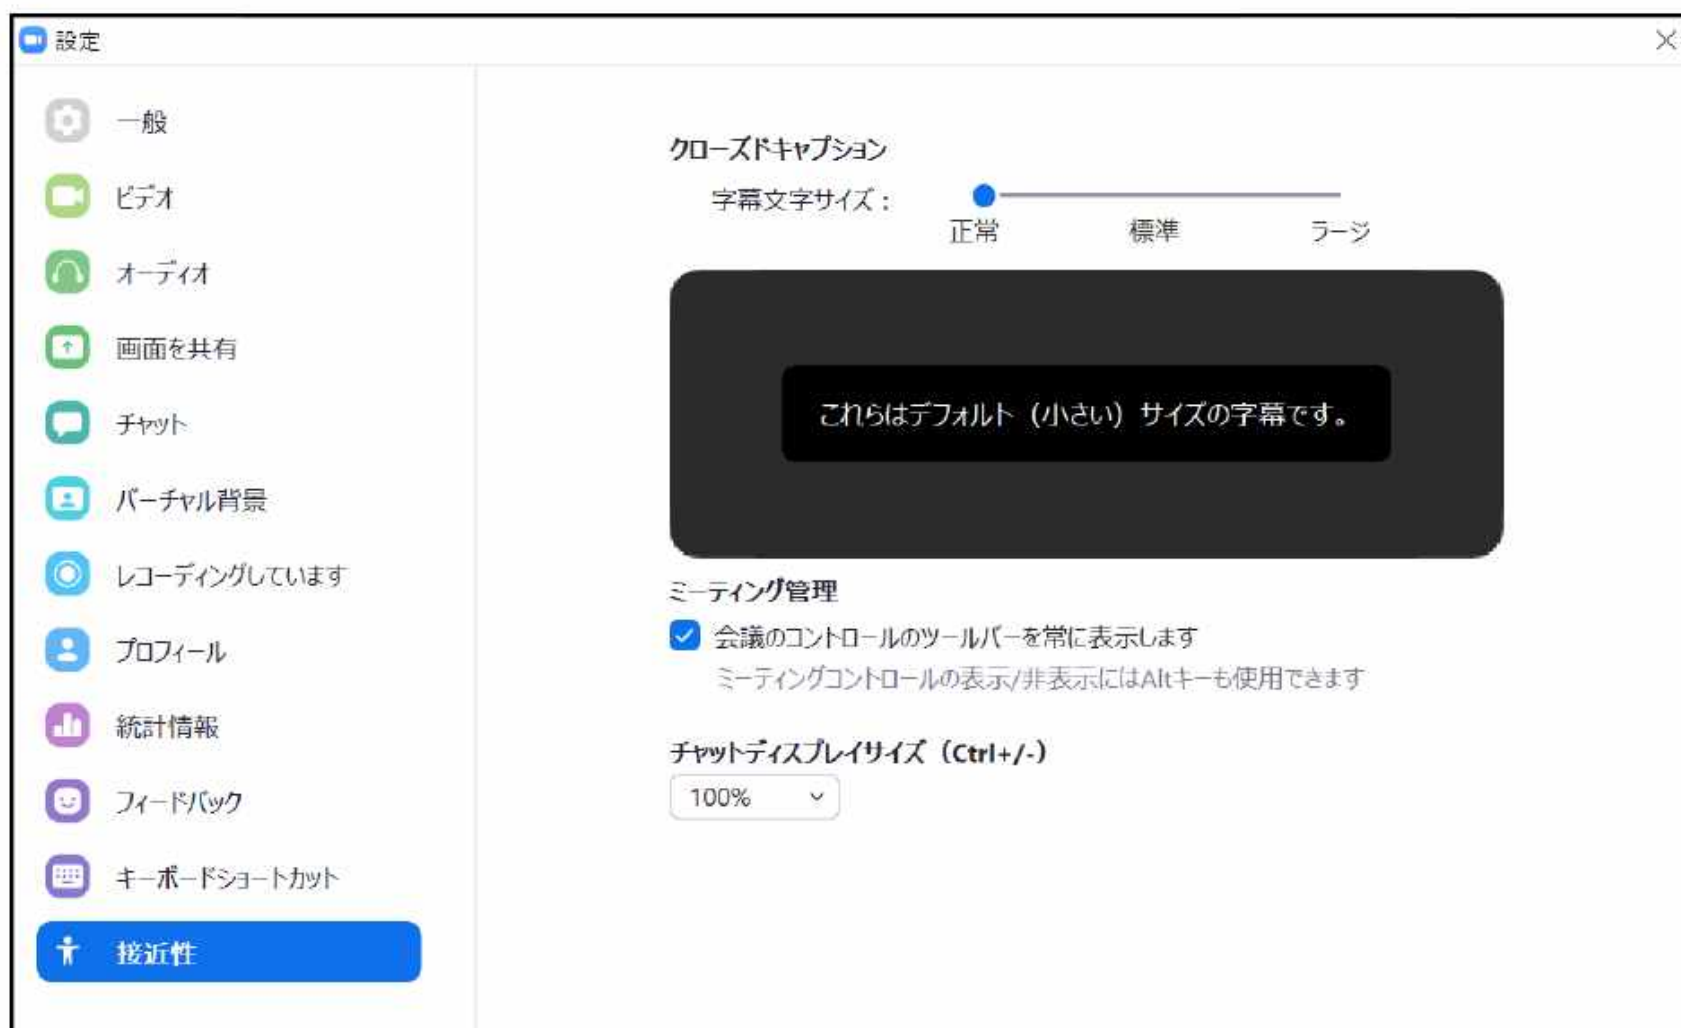 設定
一般
ビデオ
オーディオ
画面を共有
チャット
バーチャル背景
レコーディングしています
プロフィール
統計情報
フィードバック
キーボードショートカット
接近性
クローズドキャプション
字幕文字サイズ：
正常 標準 ラージ
これらはデフォルト（小さい）サイズの字幕です。
ミーティング管理
会議のコントロールのツールバーを常に表示します
ミーティングコントロールの表示/非表示にはAltキーも使用できます
チャットディスプレイサイズ（Ctrl+/-）
100%